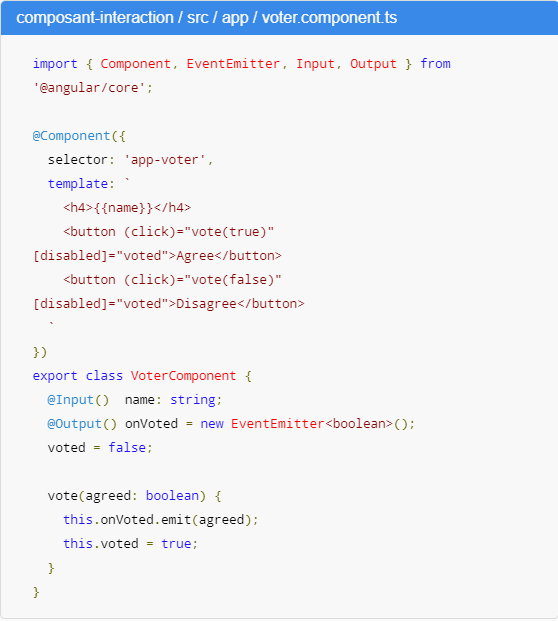 composant-interaction / src / app / voter.component.ts
import { Component, EventEmitter, Input, Output } from
'@angular/core';
@Component({
selector: 'app-voter',
template: `
<h4>{{name}}</h4>
<button (click)="vote(true)"
[disabled]="voted">Agree</button>
<button (click)="vote(false)"
[disabled]="voted">Disagree</button>
`
})
export class VoterComponent {
@Input()  name: string;
@Output() onVoted = new EventEmitter<boolean>();
voted = false;
vote(agreed: boolean) {
this.onVoted.emit(agreed);
this.voted = true;
}
}